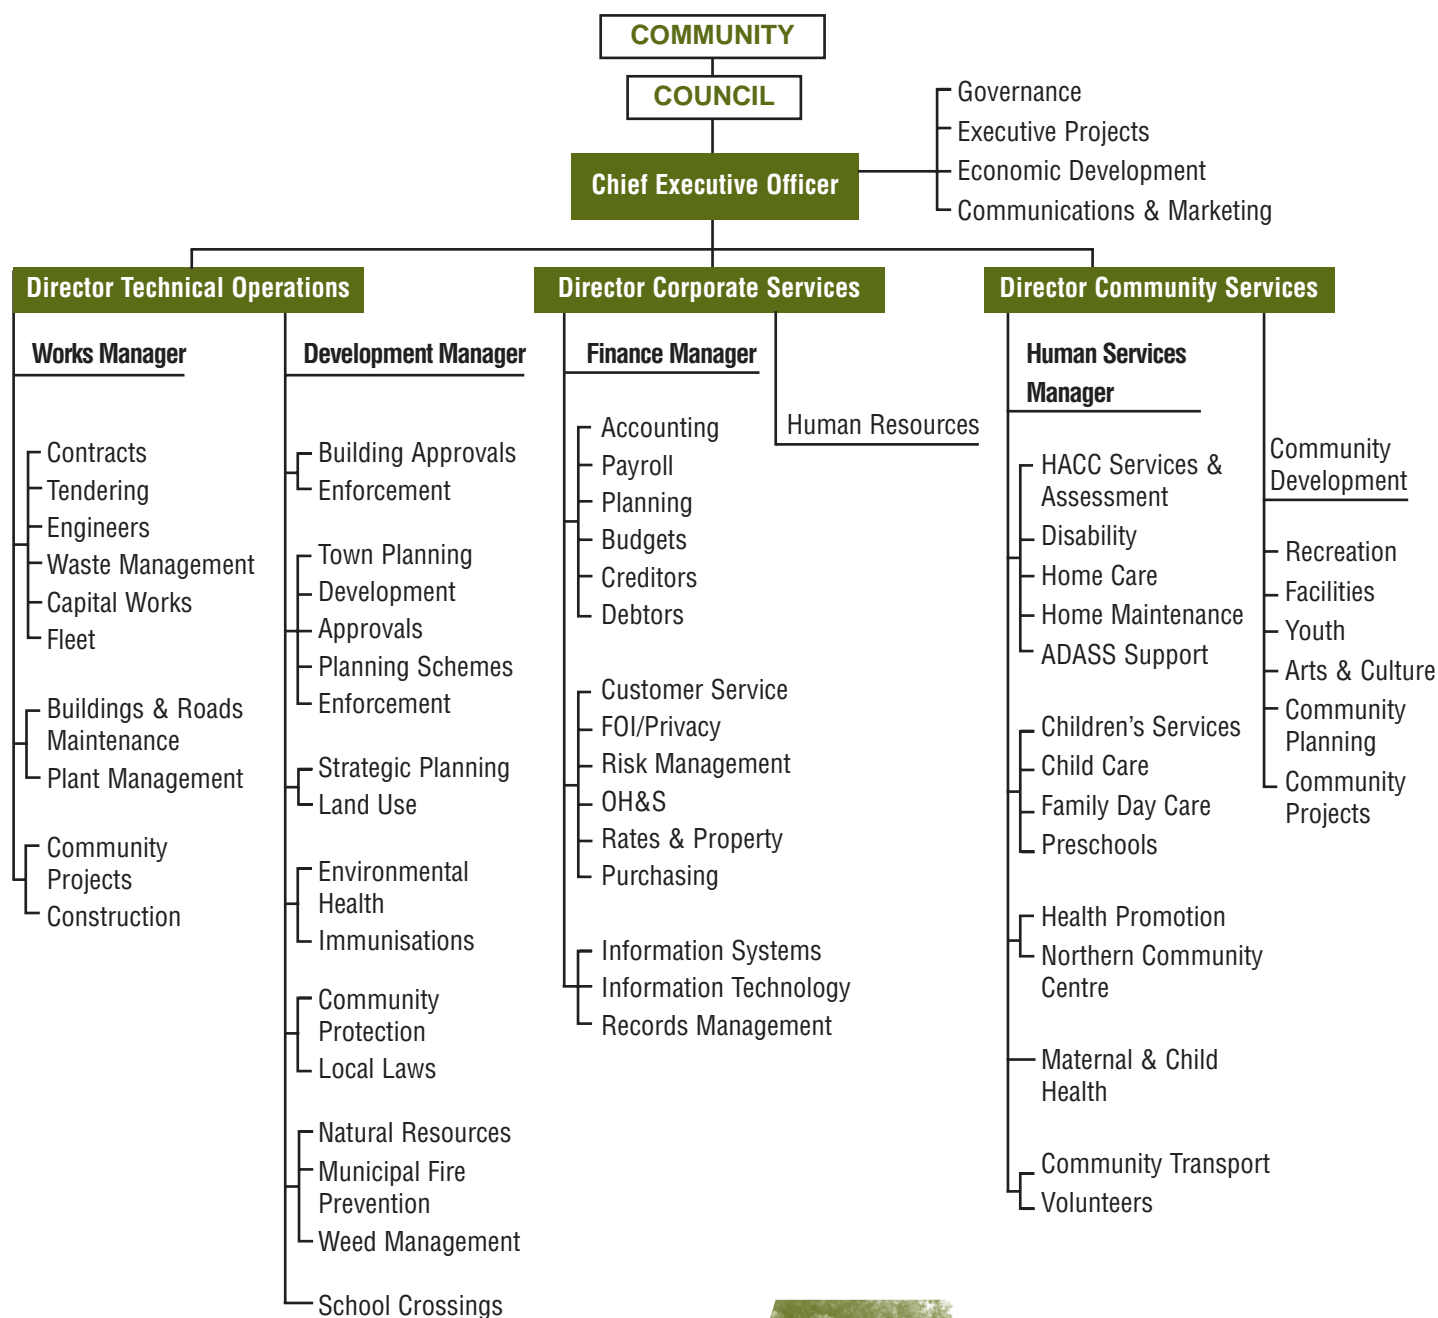 COMMUNITY
COUNCIL
Chief Executive Officer
Governance
Executive Projects
Economic Development
Communications & Marketing
Director Technical Operations
Works Manager
Contracts
Tendering
Engineers
Waste Management
Capital Works
Fleet
Buildings & Roads
Maintenance
Plant Management
Community
Projects
Construction
Development Manager
Building Approvals
Enforcement
Town Planning
Development
Approvals
Planning Schemes
Enforcement
Strategic Planning
Land Use
Environmental
Health
Immunisations
Community
Protection
Local Laws
Natural Resources
Municipal Fire
Prevention
Weed Management
School Crossings
Director Corporate Services
Finance Manager
Accounting
Payroll
Planning
Budgets
Creditors
Debtors
Customer Service
FOI/Privacy
Risk Management
OH&S
Rates & Property
Purchasing
Information Systems
Information Technology
Records Management
Human Resources
Director Community Services
Human Services
Manager
HACC Services &
Assessment
Disability
Home Care
Home Maintenance
ADASS Support
Children’s Services
Child Care
Family Day Care
Preschools
Health Promotion
Northern Community
Centre
Maternal & Child
Health
Community Transport
Volunteers
Community
Development
Recreation
Facilities
Youth
Arts & Culture
Community
Planning
Community
Projects